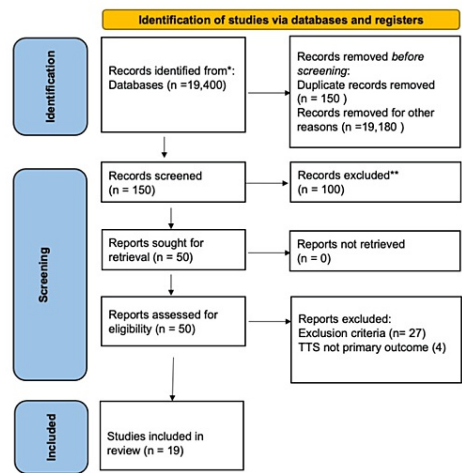 Identification of studies via databases and registers
Identification
Records identified from*:
Databases (n =19,400)
Records removed before
screening:
Duplicate records removed
(n = 150 )
Records removed for other
reasons (n =19,180 )
Screening
Records screened
(n = 150)
Records excluded**
(n = 100)
Reports sought for
retrieval (n = 50)
Reports not retrieved
(n = 0)
Reports assessed for
eligibility (n = 50)
Reports excluded:
Exclusion criteria (n= 27)
TTS not primary outcome (4)
Included
Studies included in
review (n = 19)